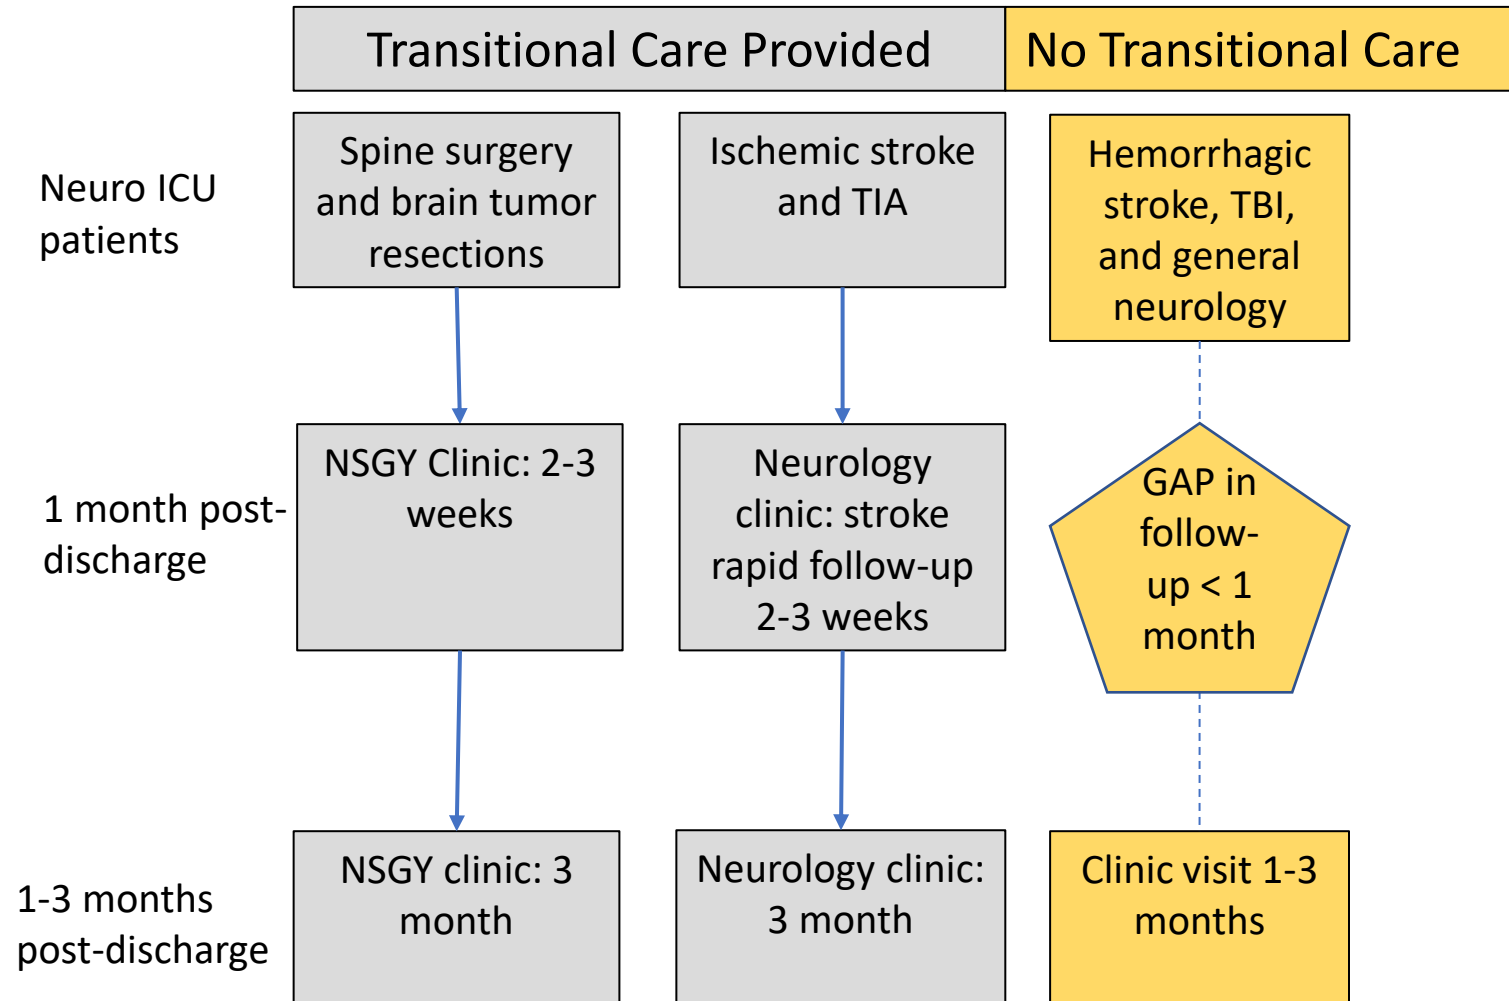 Transitional Care Provided
No Transitional Care
Neuro ICU
patients
Spine surgery
and brain tumor
resections
Ischemic stroke
and TIA
Hemorrhagic
stroke, TBI,
and general
neurology
1 month post-
discharge
NSGY Clinic: 2-3
weeks
Neurology
clinic: stroke
rapid follow-up
2-3 weeks
GAP in
follow-
up < 1
month
1-3 months
post-discharge
NSGY clinic: 3
month
Neurology clinic:
3 month
Clinic visit 1-3
months